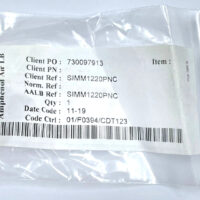 Amphenol Air LB
Client PO : 730097913 Item :
Client PN :
Client Ref : SIMM1220PNC
Norm. Ref :
AALB Ref : SIMM1220PNC
Qty : 1
Date Code : 11-19
Code Ctrl : 01/F0394/CDT123